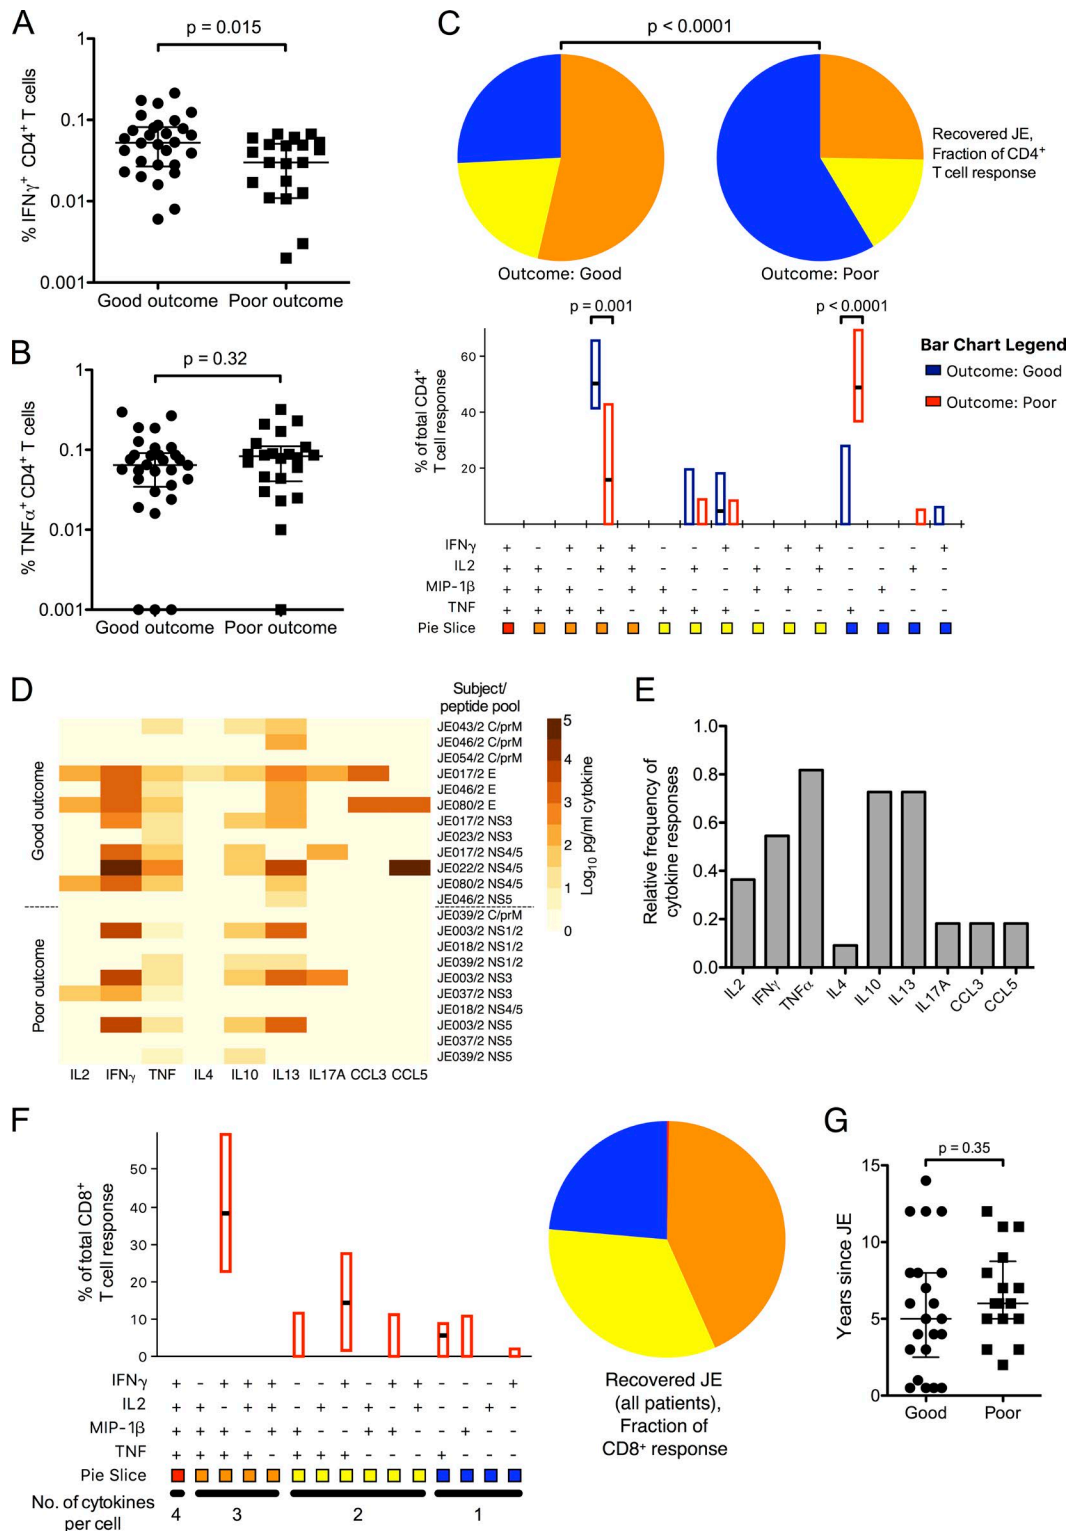 A
p = 0.015
% IFNγ+ CD4+ T cells
1
0.1
0.01
0.001
Good outcome Poor outcome
B
p = 0.32
% TNFα+ CD4+ T cells
1
0.1
0.01
0.001
Good outcome Poor outcome
C
p < 0.0001
Recovered JE,
Fraction of CD4+
T cell response
Outcome: Good
Outcome: Poor
p = 0.001
p < 0.0001
% of total CD4+
T cell response
60
40
20
Bar Chart Legend
Outcome: Good
Outcome: Poor
IFNγ + - + + + - - + - + + - - - +
IL2 + + - + + - + - + - + - - + -
MIP-1β + + + - + + - - + + - - + - -
TNF + + + + - + + + - - - + - - -
Pie Slice
D
Subject/
peptide pool
Good outcome
JE043/2 C/prM
JE046/2 C/prM
JE054/2 C/prM
JE017/2 E
JE046/2 E
JE080/2 E
JE017/2 NS3
JE023/2 NS3
JE017/2 NS4/5
JE022/2 NS4/5
JE080/2 NS4/5
JE046/2 NS5
Poor outcome
JE039/2 C/prM
JE003/2 NS1/2
JE018/2 NS1/2
JE039/2 NS1/2
JE003/2 NS3
JE037/2 NS3
JE018/2 NS4/5
JE003/2 NS5
JE037/2 NS5
JE039/2 NS5
IL2 IFNγ TNF IL4 IL10 IL13 IL17A CCL3 CCL5
5
4
3
2
1
0
Log10 pg/ml cytokine
E
Relative frequency of
cytokine responses
1.0
0.8
0.6
0.4
0.2
0.0
IL2 IFNγ TNFα IL4 IL10 IL13 IL17A CCL3 CCL5
F
% of total CD8+
T cell response
50
40
30
20
10
0
IFNγ + - + + + - - + - + + - - - +
IL2 + + - + + - + - + - + - - + -
MIP-1β + + + - + + - - + + - - + - -
TNF + + + + - + + + - - - + - - -
Pie Slice
No. of cytokines
per cell
4 3 2 1
Recovered JE
(all patients),
Fraction of
CD8+ response
G
p = 0.35
Years since JE
15
10
5
0
Good Poor